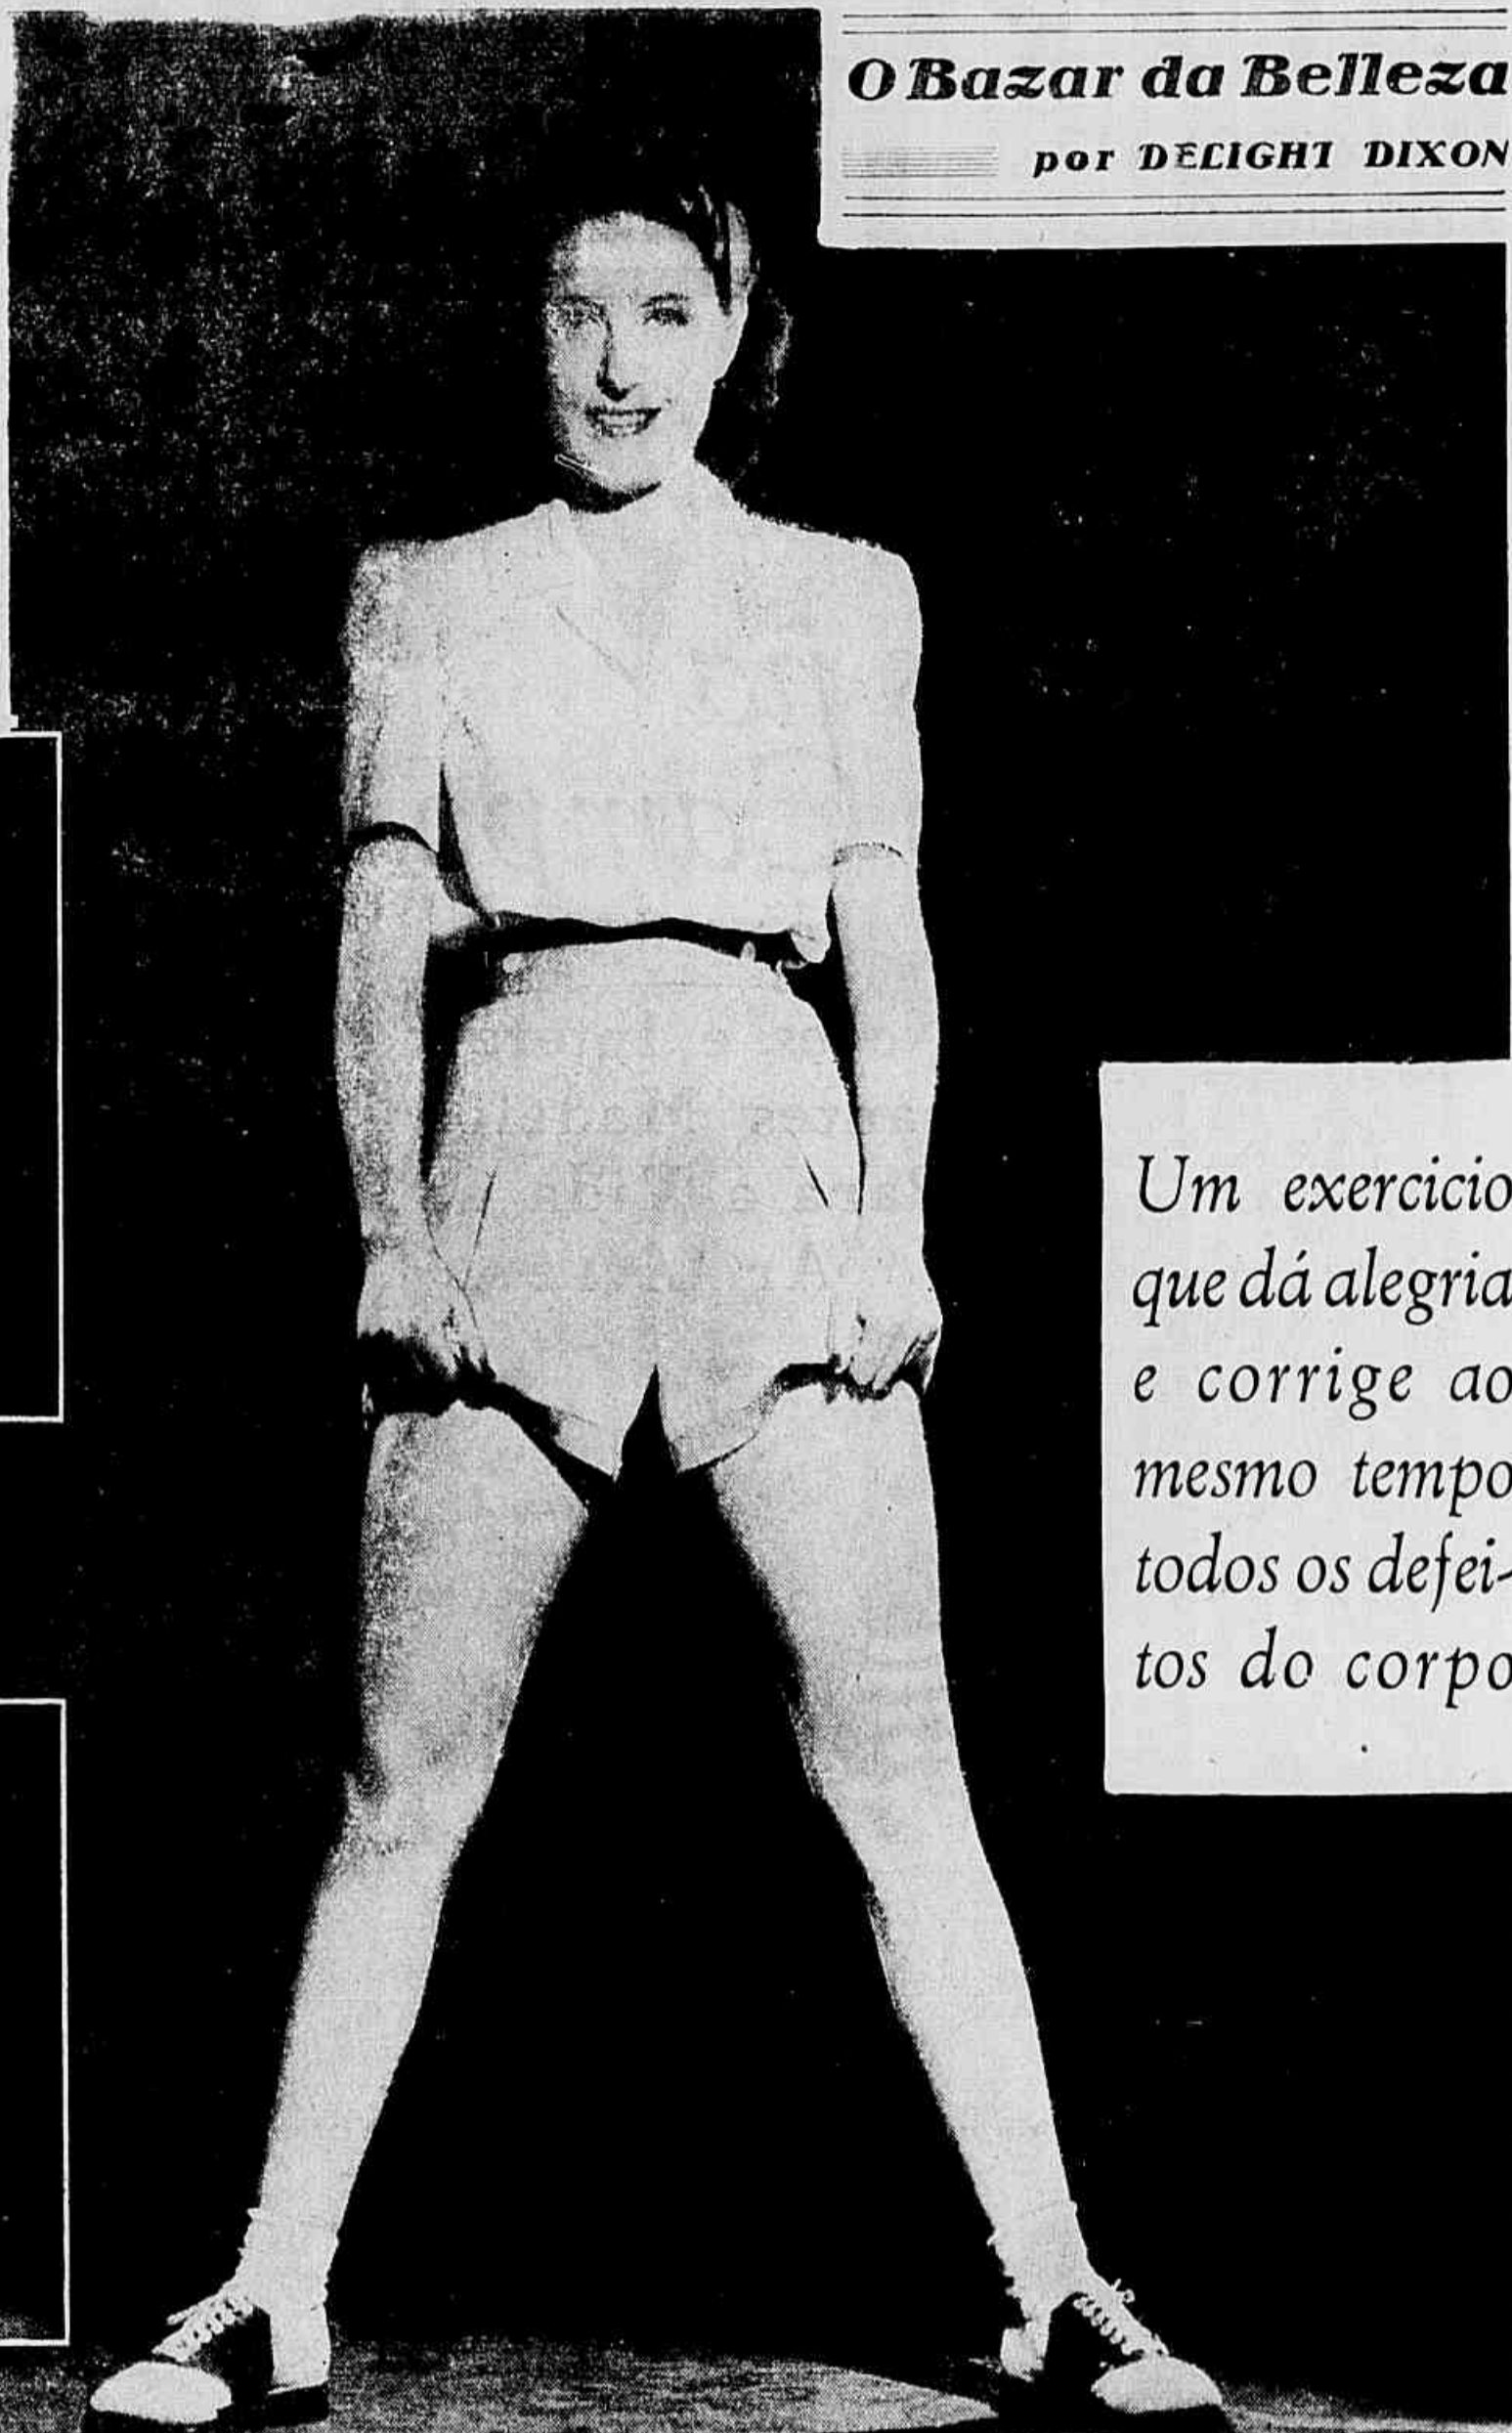 O Bazar da Belleza
por DELIGHT DIXON
Um exercicio
que dá alegria
e corrige ao
mesmo tempo
todos os defei-
tos do corpo